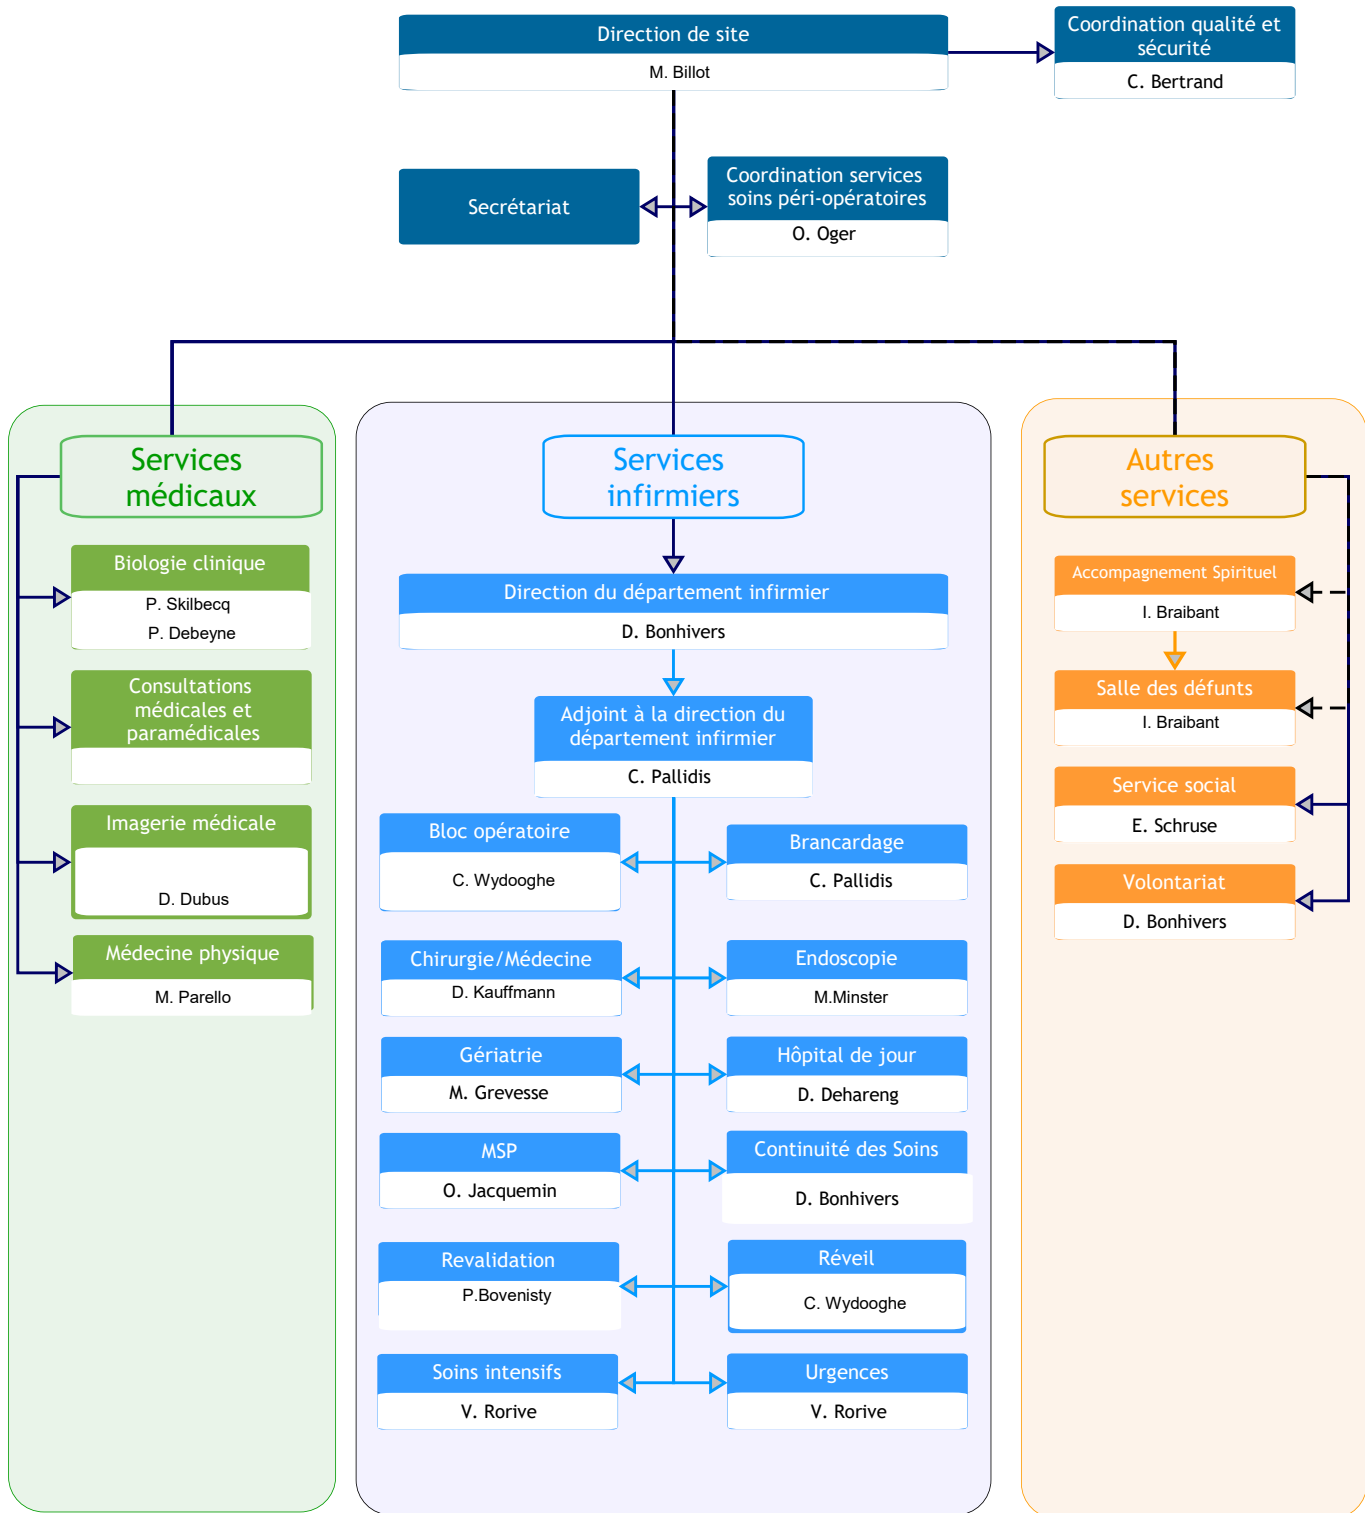 Direction de site
M. Billot
Coordination qualité et
sécurité
C. Bertrand
Secrétariat
Coordination services
soins péri-opératoires
O. Oger
Services
médicaux
Biologie clinique
P. Skilbecq
P. Debeyne
Consultations
médicales et
paramédicales
Imagerie médicale
D. Dubus
Médecine physique
M. Parello
Services
infirmiers
Direction du département infirmier
D. Bonhivers
Adjoint à la direction du
département infirmier
C. Pallidis
Bloc opératoire
C. Wydooghe
Brancardage
C. Pallidis
Chirurgie/Médecine
D. Kauffmann
Endoscopie
M.Minster
Gériatrie
M. Grevesse
Hôpital de jour
D. Dehareng
MSP
O. Jacquemin
Continuité des Soins
D. Bonhivers
Revalidation
P.Bovenisty
Réveil
C. Wydooghe
Soins intensifs
V. Rorive
Urgences
V. Rorive
Autres
services
Accompagnement Spirituel
I. Braibant
Salle des défunts
I. Braibant
Service social
E. Schruse
Volontariat
D. Bonhivers